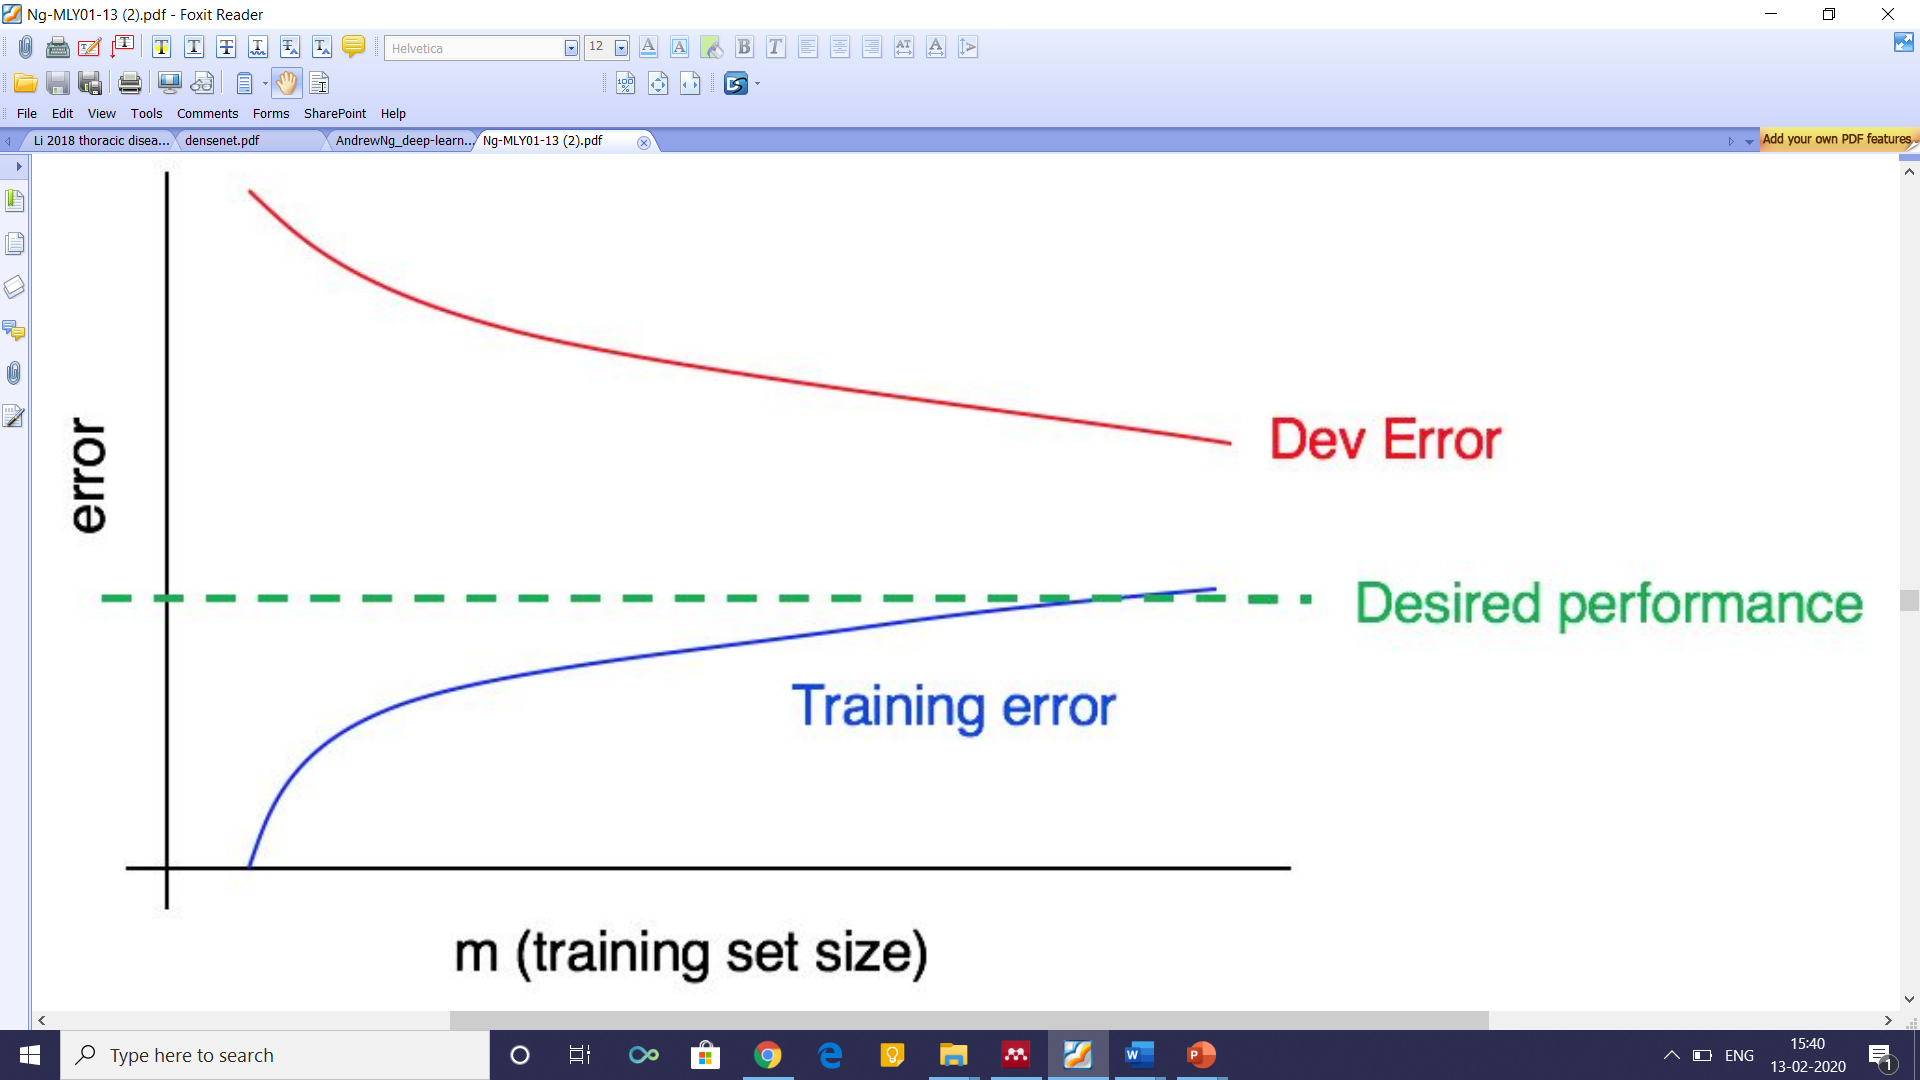 Ng-MLY01-13 (2).pdf - Foxit Reader
Helvetica 12
File Edit View Tools Comments Forms SharePoint Help
Li 2018 thoracic disea... densenet.pdf AndrewNg_deep-learn... Ng-MLY01-13 (2).pdf Add your own PDF features
error
Dev Error
Desired performance
Training error
m (training set size)
Type here to search
ENG
15:40
13-02-2020
1